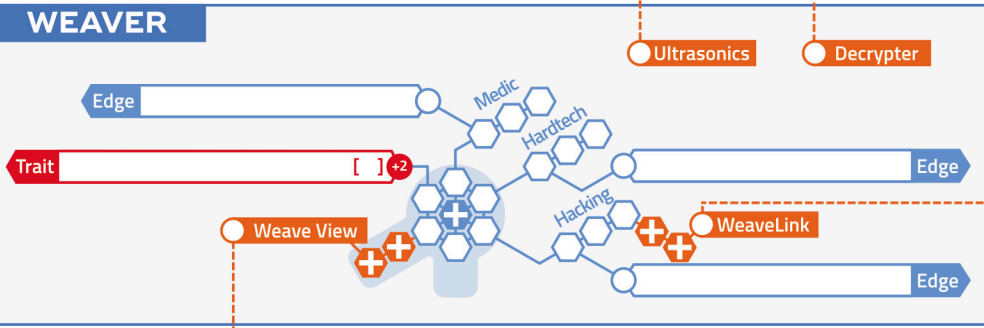 WEAVER
Ultrasonics
Decrypter
Edge
Medic
Hardtech
Trait [ ] +2
Edge
Hacking
Weave View
WeaveLink
Edge